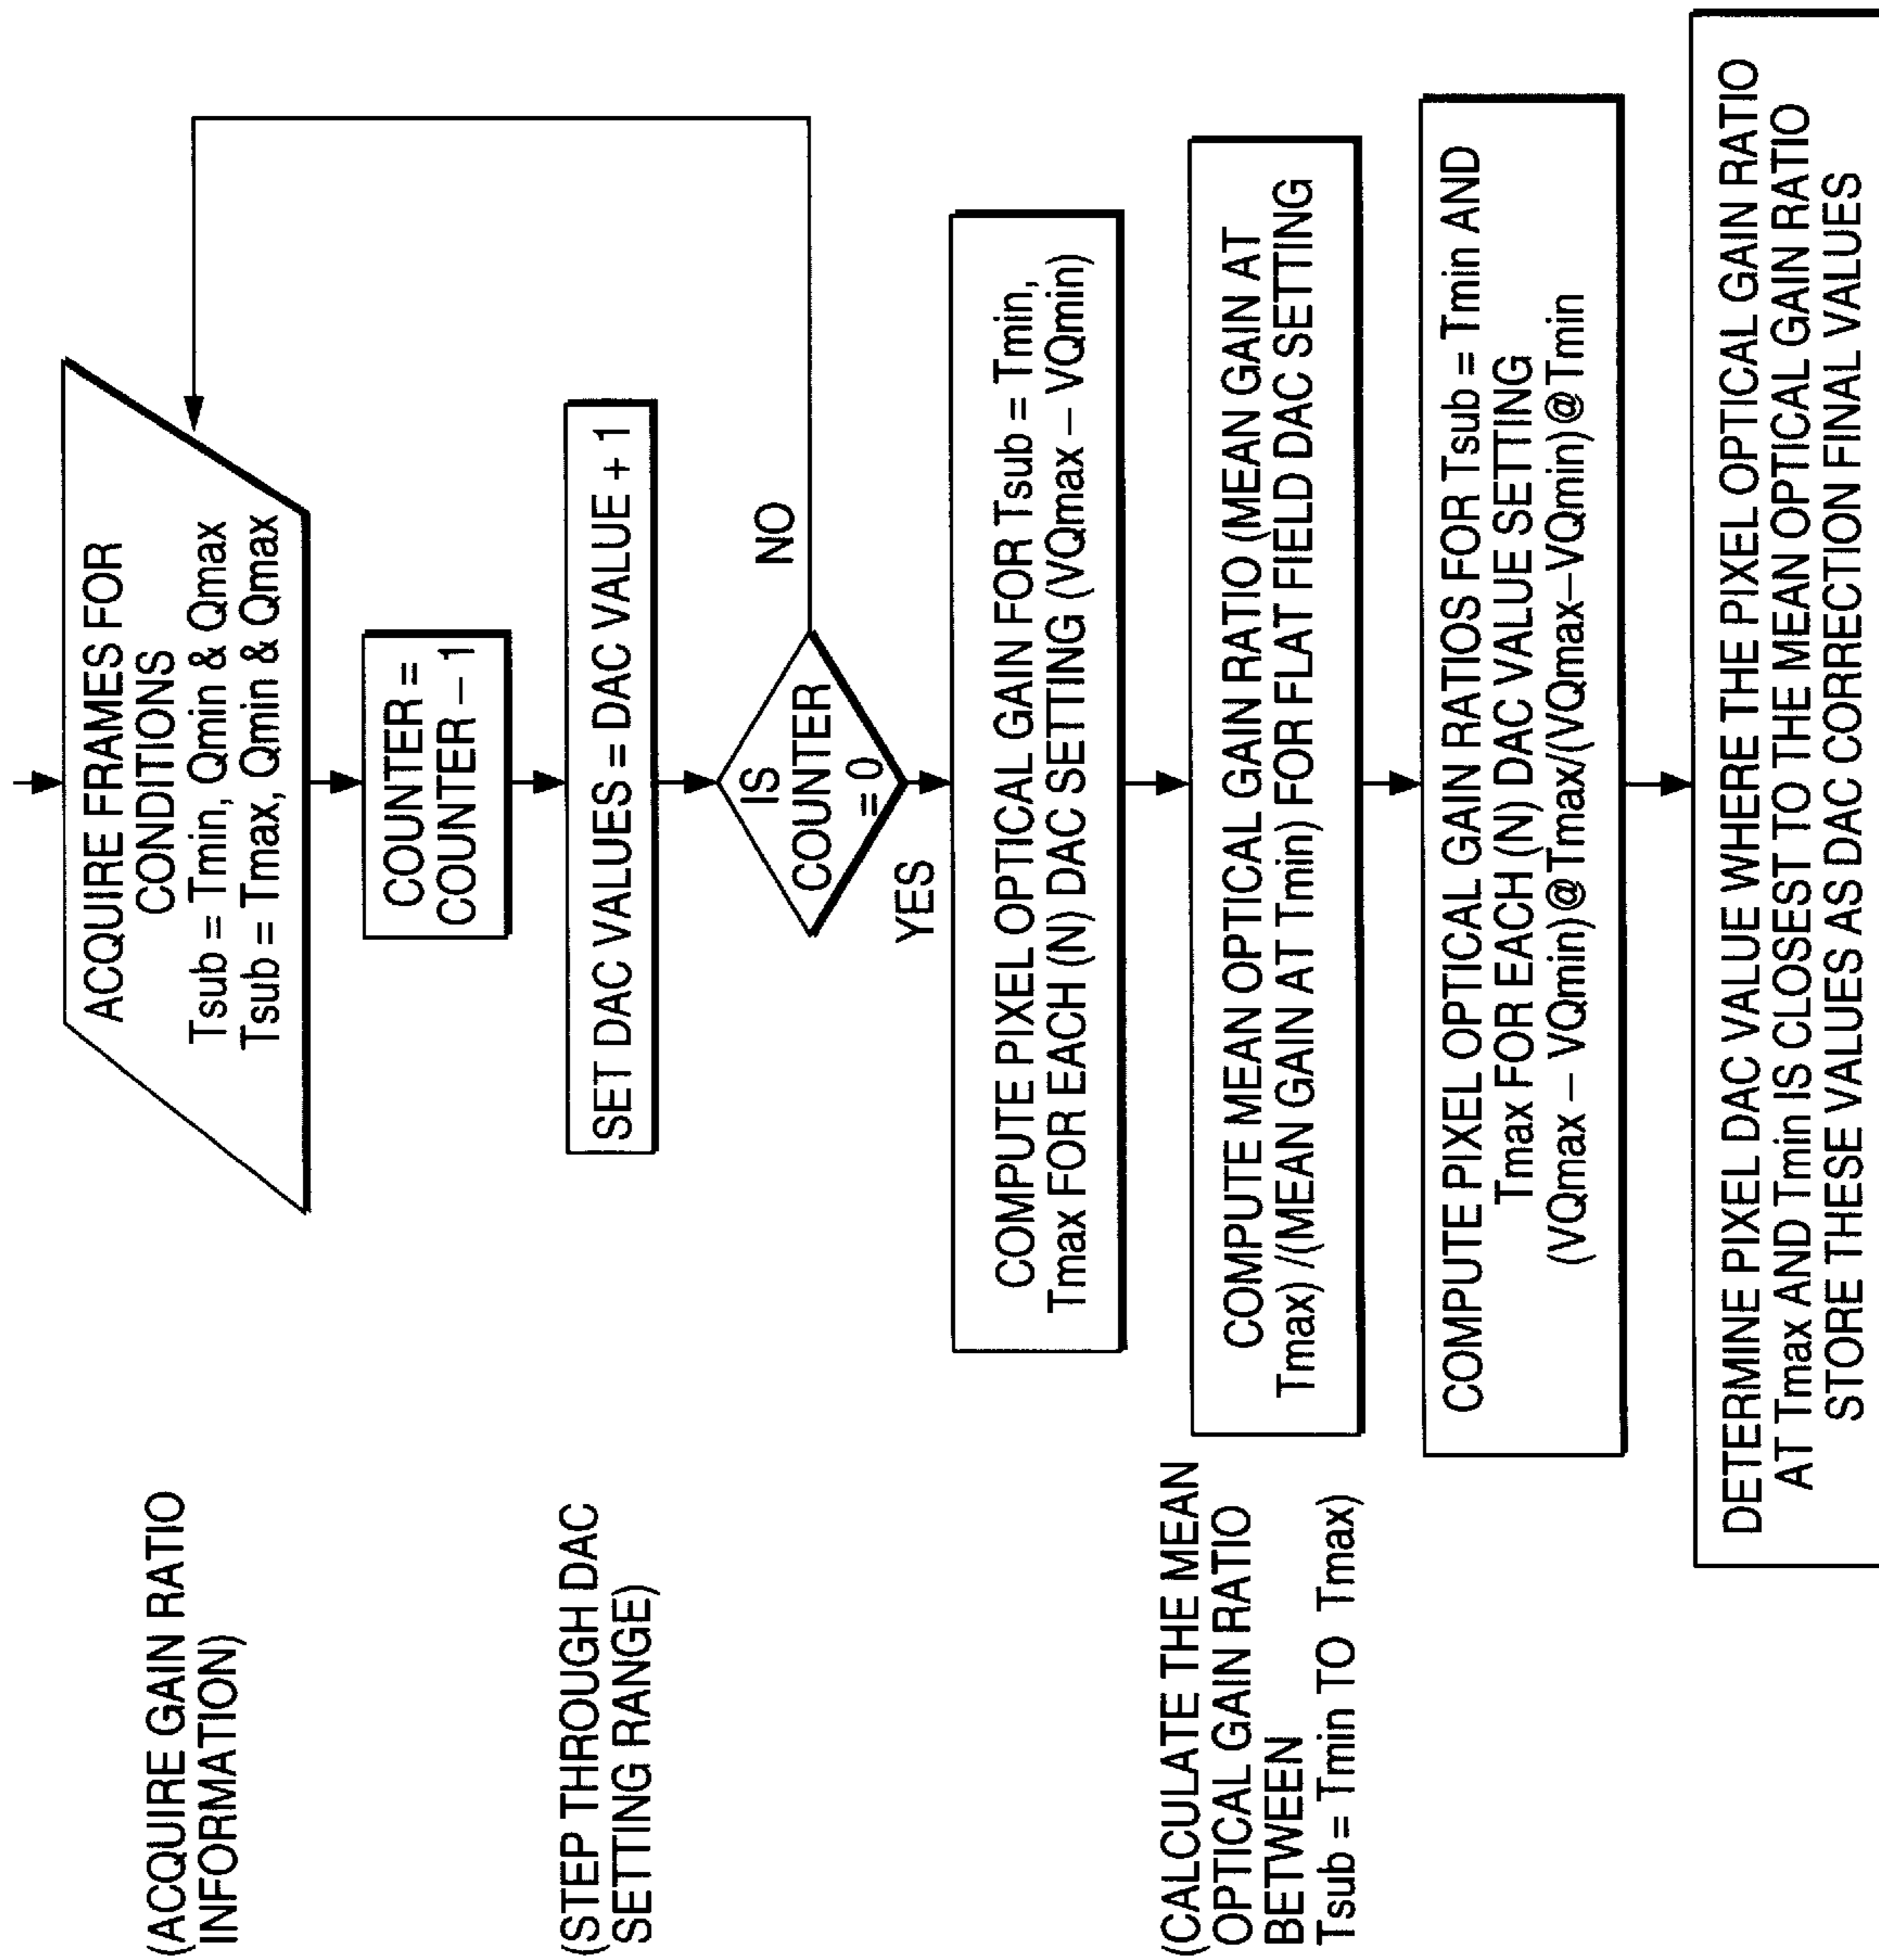 (ACQUIRE GAIN RATIO
INFORMATION)
ACQUIRE FRAMES FOR
CONDITIONS
Tsub = Tmin, Qmin & Qmax
Tsub = Tmax, Qmin & Qmax
COUNTER =
COUNTER – 1
(STEP THROUGH DAC
SETTING RANGE)
SET DAC VALUES = DAC VALUE + 1
IS
COUNTER
= 0
NO
YES
COMPUTE PIXEL OPTICAL GAIN FOR Tsub = Tmin,
Tmax FOR EACH (N) DAC SETTING (VQmax – VQmin)
(CALCULATE THE MEAN
OPTICAL GAIN RATIO
BETWEEN
Tsub = Tmin TO Tmax)
COMPUTE MEAN OPTICAL GAIN RATIO (MEAN GAIN AT
Tmax) /(MEAN GAIN AT Tmin) FOR FLAT FIELD DAC SETTING
COMPUTE PIXEL OPTICAL GAIN RATIOS FOR Tsub = Tmin AND
Tmax FOR EACH (N) DAC VALUE SETTING
(VQmax – VQmin)@Tmax/(VQmax–VQmin)@Tmin
DETERMINE PIXEL DAC VALUE WHERE THE PIXEL OPTICAL GAIN RATIO
AT Tmax AND Tmin IS CLOSEST TO THE MEAN OPTICAL GAIN RATIO
STORE THESE VALUES AS DAC CORRECTION FINAL VALUES